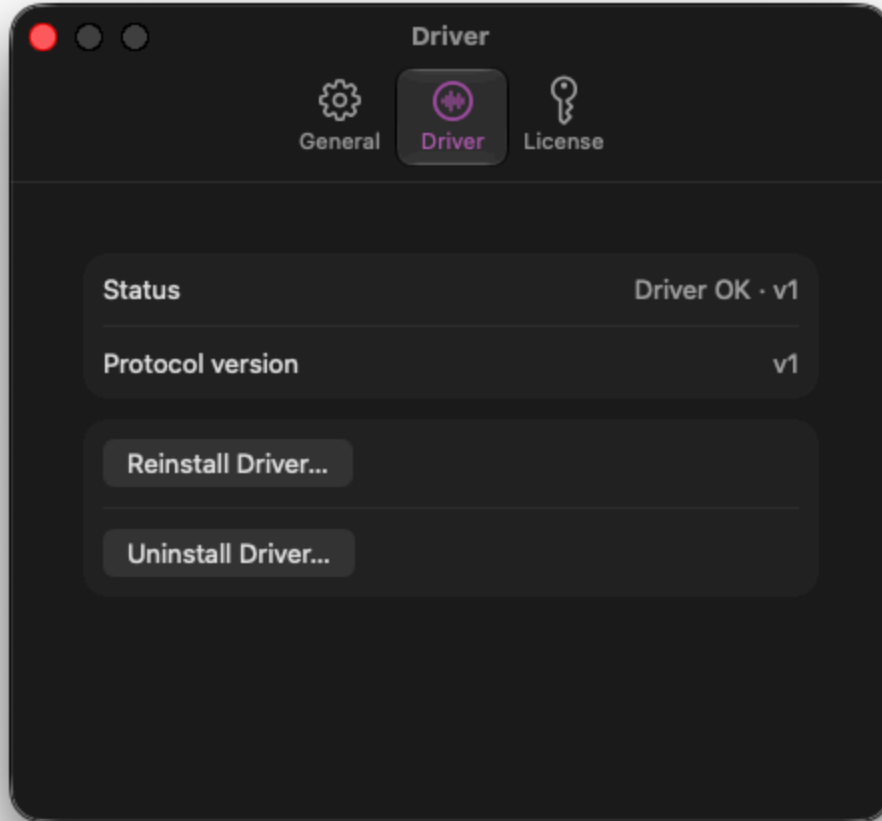 Driver
General
Driver
License
Status
Driver OK · v1
Protocol version
v1
Reinstall Driver...
Uninstall Driver...